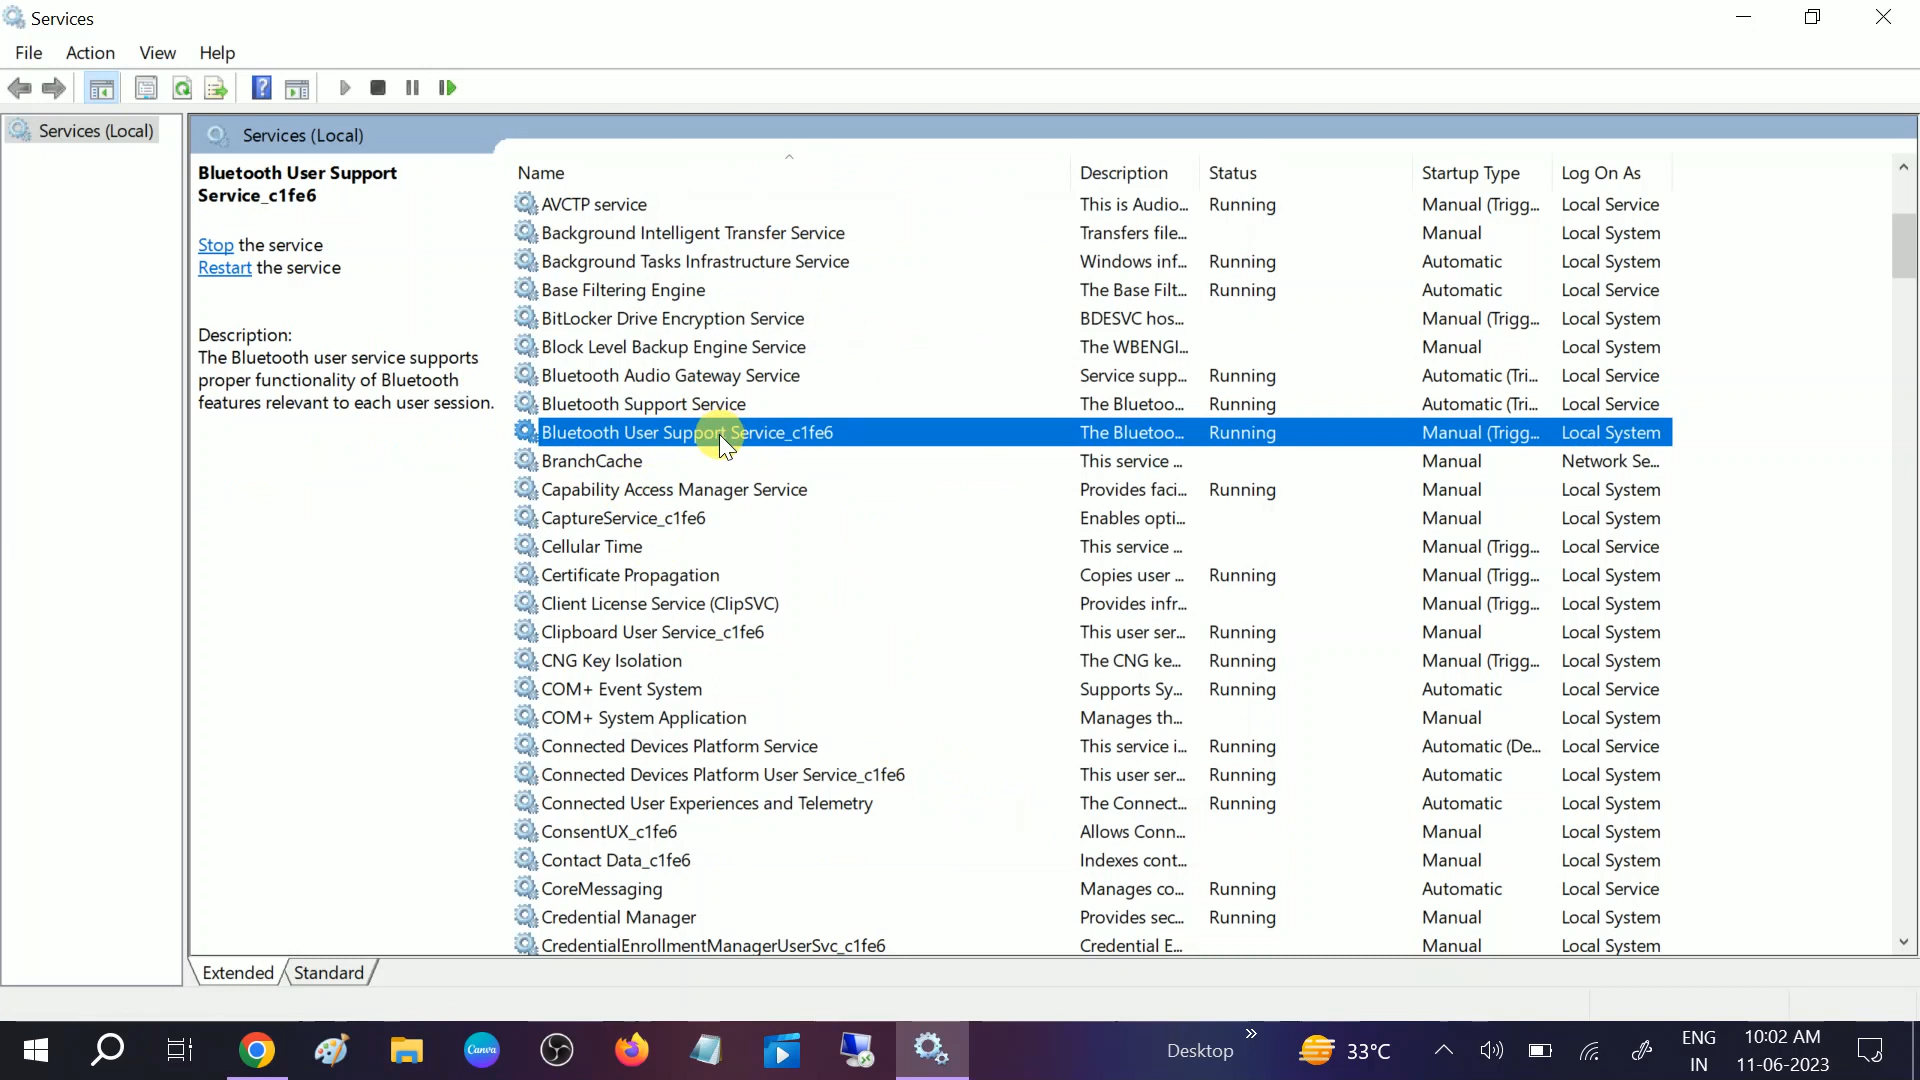 Services
File Action View Help
Services (Local)
Services (Local)
Bluetooth User Support
Service_c1fe6
Stop the service
Restart the service
Description:
The Bluetooth user service supports
proper functionality of Bluetooth
features relevant to each user session.
Name Description Status Startup Type Log On As
AVCTP service This is Audio... Running Manual (Trigg... Local Service
Background Intelligent Transfer Service Transfers file... Manual Local System
Background Tasks Infrastructure Service Windows inf... Running Automatic Local System
Base Filtering Engine The Base Filt... Running Automatic Local Service
BitLocker Drive Encryption Service BDESVC hos... Manual (Trigg... Local System
Block Level Backup Engine Service The WBENGI... Manual Local System
Bluetooth Audio Gateway Service Service supp... Running Automatic (Tri... Local Service
Bluetooth Support Service The Bluetoo... Running Automatic (Tri... Local Service
Bluetooth User Support Service_c1fe6 The Bluetoo... Running Manual (Trigg... Local System
BranchCache This service ... Manual Network Se...
Capability Access Manager Service Provides faci... Running Manual Local System
CaptureService_c1fe6 Enables opti... Manual Local System
Cellular Time This service ... Manual (Trigg... Local Service
Certificate Propagation Copies user ... Running Manual (Trigg... Local System
Client License Service (ClipSVC) Provides infr... Manual (Trigg... Local System
Clipboard User Service_c1fe6 This user ser... Running Manual Local System
CNG Key Isolation The CNG ke... Running Manual (Trigg... Local System
COM+ Event System Supports Sy... Running Automatic Local Service
COM+ System Application Manages th... Manual Local System
Connected Devices Platform Service This service i... Running Automatic (De... Local Service
Connected Devices Platform User Service_c1fe6 This user ser... Running Automatic Local System
Connected User Experiences and Telemetry The Connect... Running Automatic Local System
ConsentUX_c1fe6 Allows Conn... Manual Local System
Contact Data_c1fe6 Indexes cont... Manual Local System
CoreMessaging Manages co... Running Automatic Local Service
Credential Manager Provides sec... Running Manual Local System
CredentialEnrollmentManagerUserSvc_c1fe6 Credential E... Manual Local System
Extended Standard
Canva
Desktop
33°C
ENG
IN
10:02 AM
11-06-2023